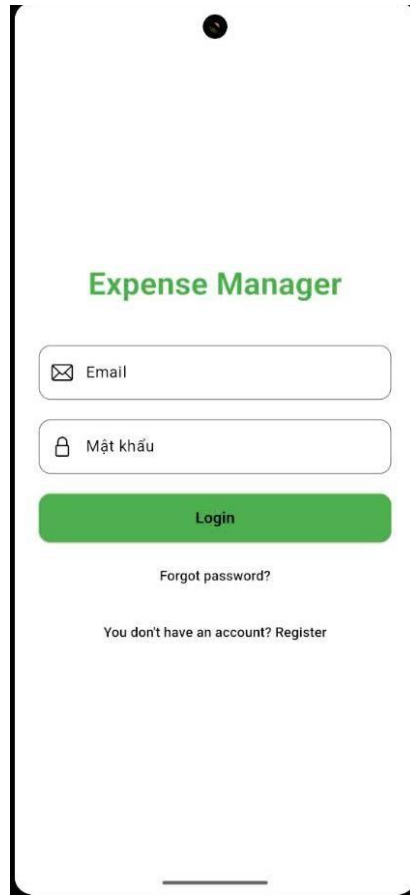 Expense Manager
Email
Mật khẩu
Login
Forgot password?
You don't have an account? Register